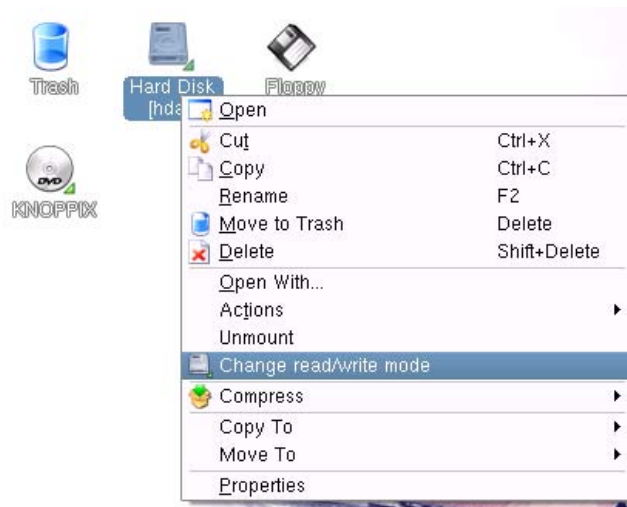 Trash
Hard Disk
[hda
Floppy
DVD
KNOPPIX
Open
Cut Ctrl+X
Copy Ctrl+C
Rename F2
Move to Trash Delete
Delete Shift+Delete
Open With...
Actions
Unmount
Change read/write mode
Compress
Copy To
Move To
Properties